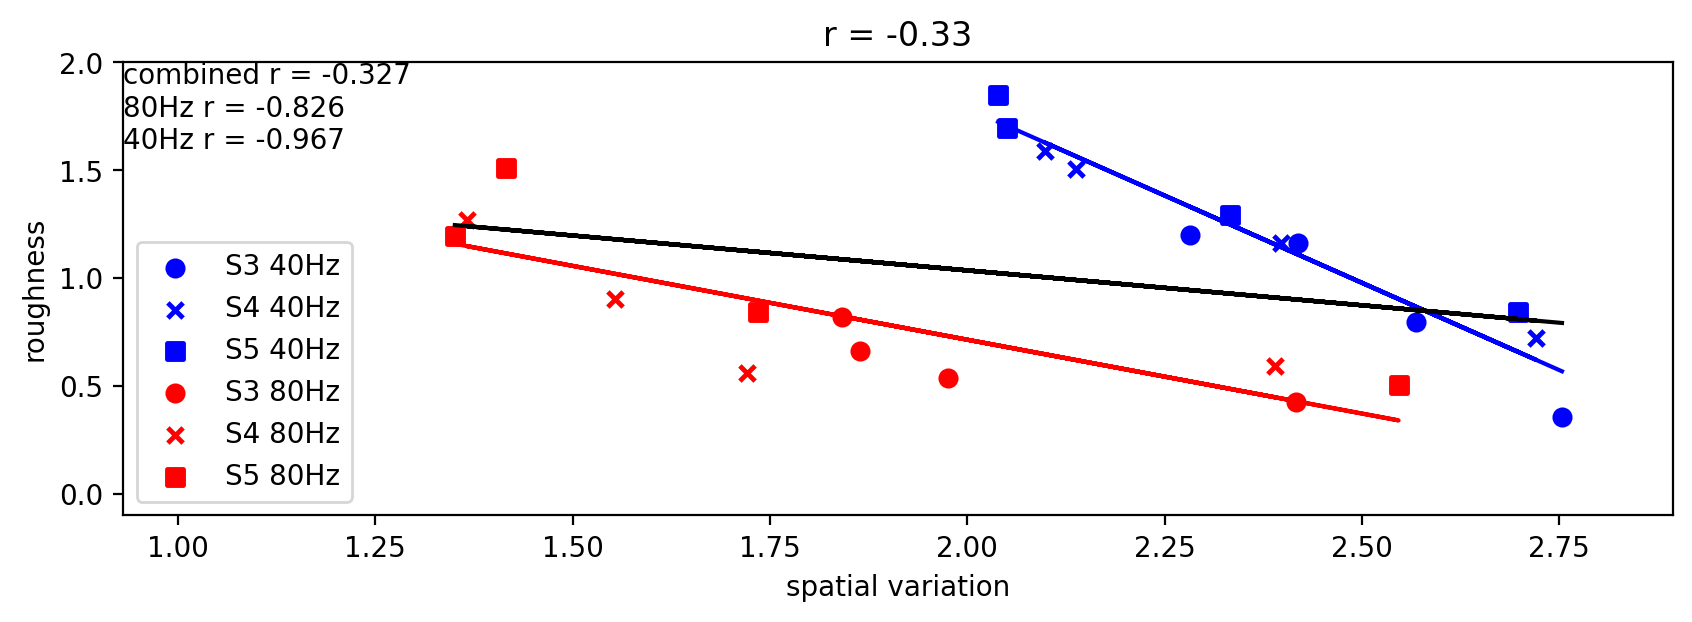 r = -0.33
combined r = -0.327
80Hz r = -0.826
40Hz r = -0.967
2.0
1.5
1.0
0.5
0.0
roughness
S3 40Hz
S4 40Hz
S5 40Hz
S3 80Hz
S4 80Hz
S5 80Hz
1.00 1.25 1.50 1.75 2.00 2.25 2.50 2.75
spatial variation